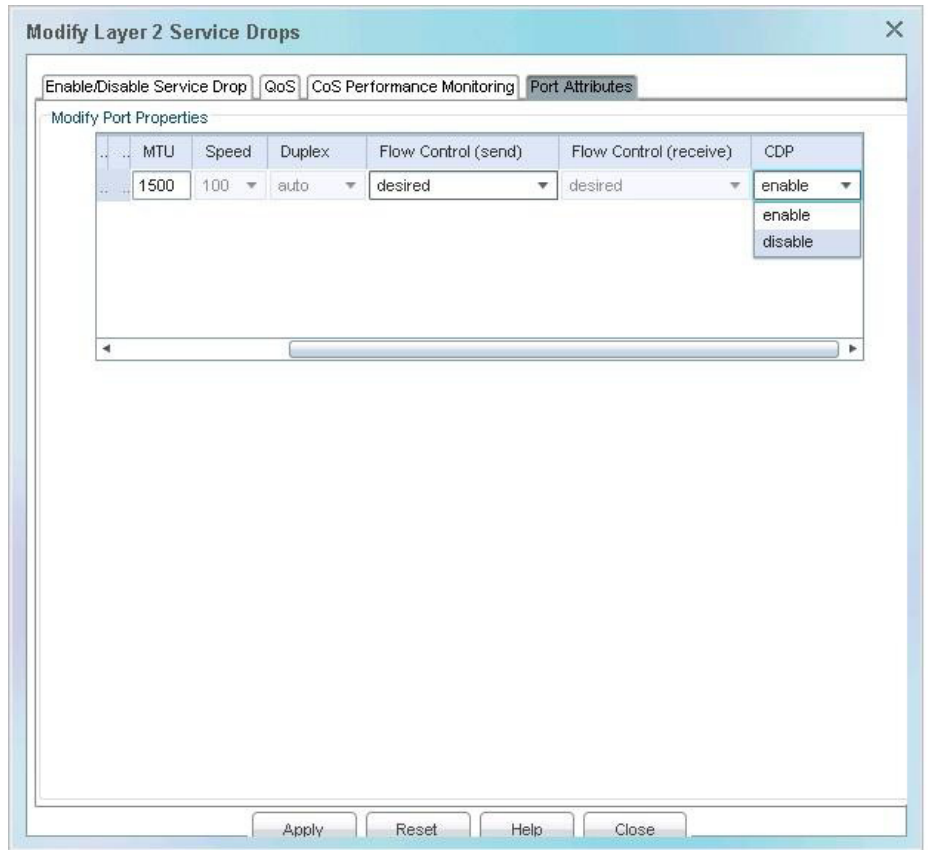 Modify Layer 2 Service Drops
Enable/Disable Service Drop QoS CoS Performance Monitoring Port Attributes
Modify Port Properties
.. .. MTU Speed Duplex Flow Control (send) Flow Control (receive) CDP
.. .. 1500 100 auto desired desired enable
enable
disable
Apply Reset Help Close